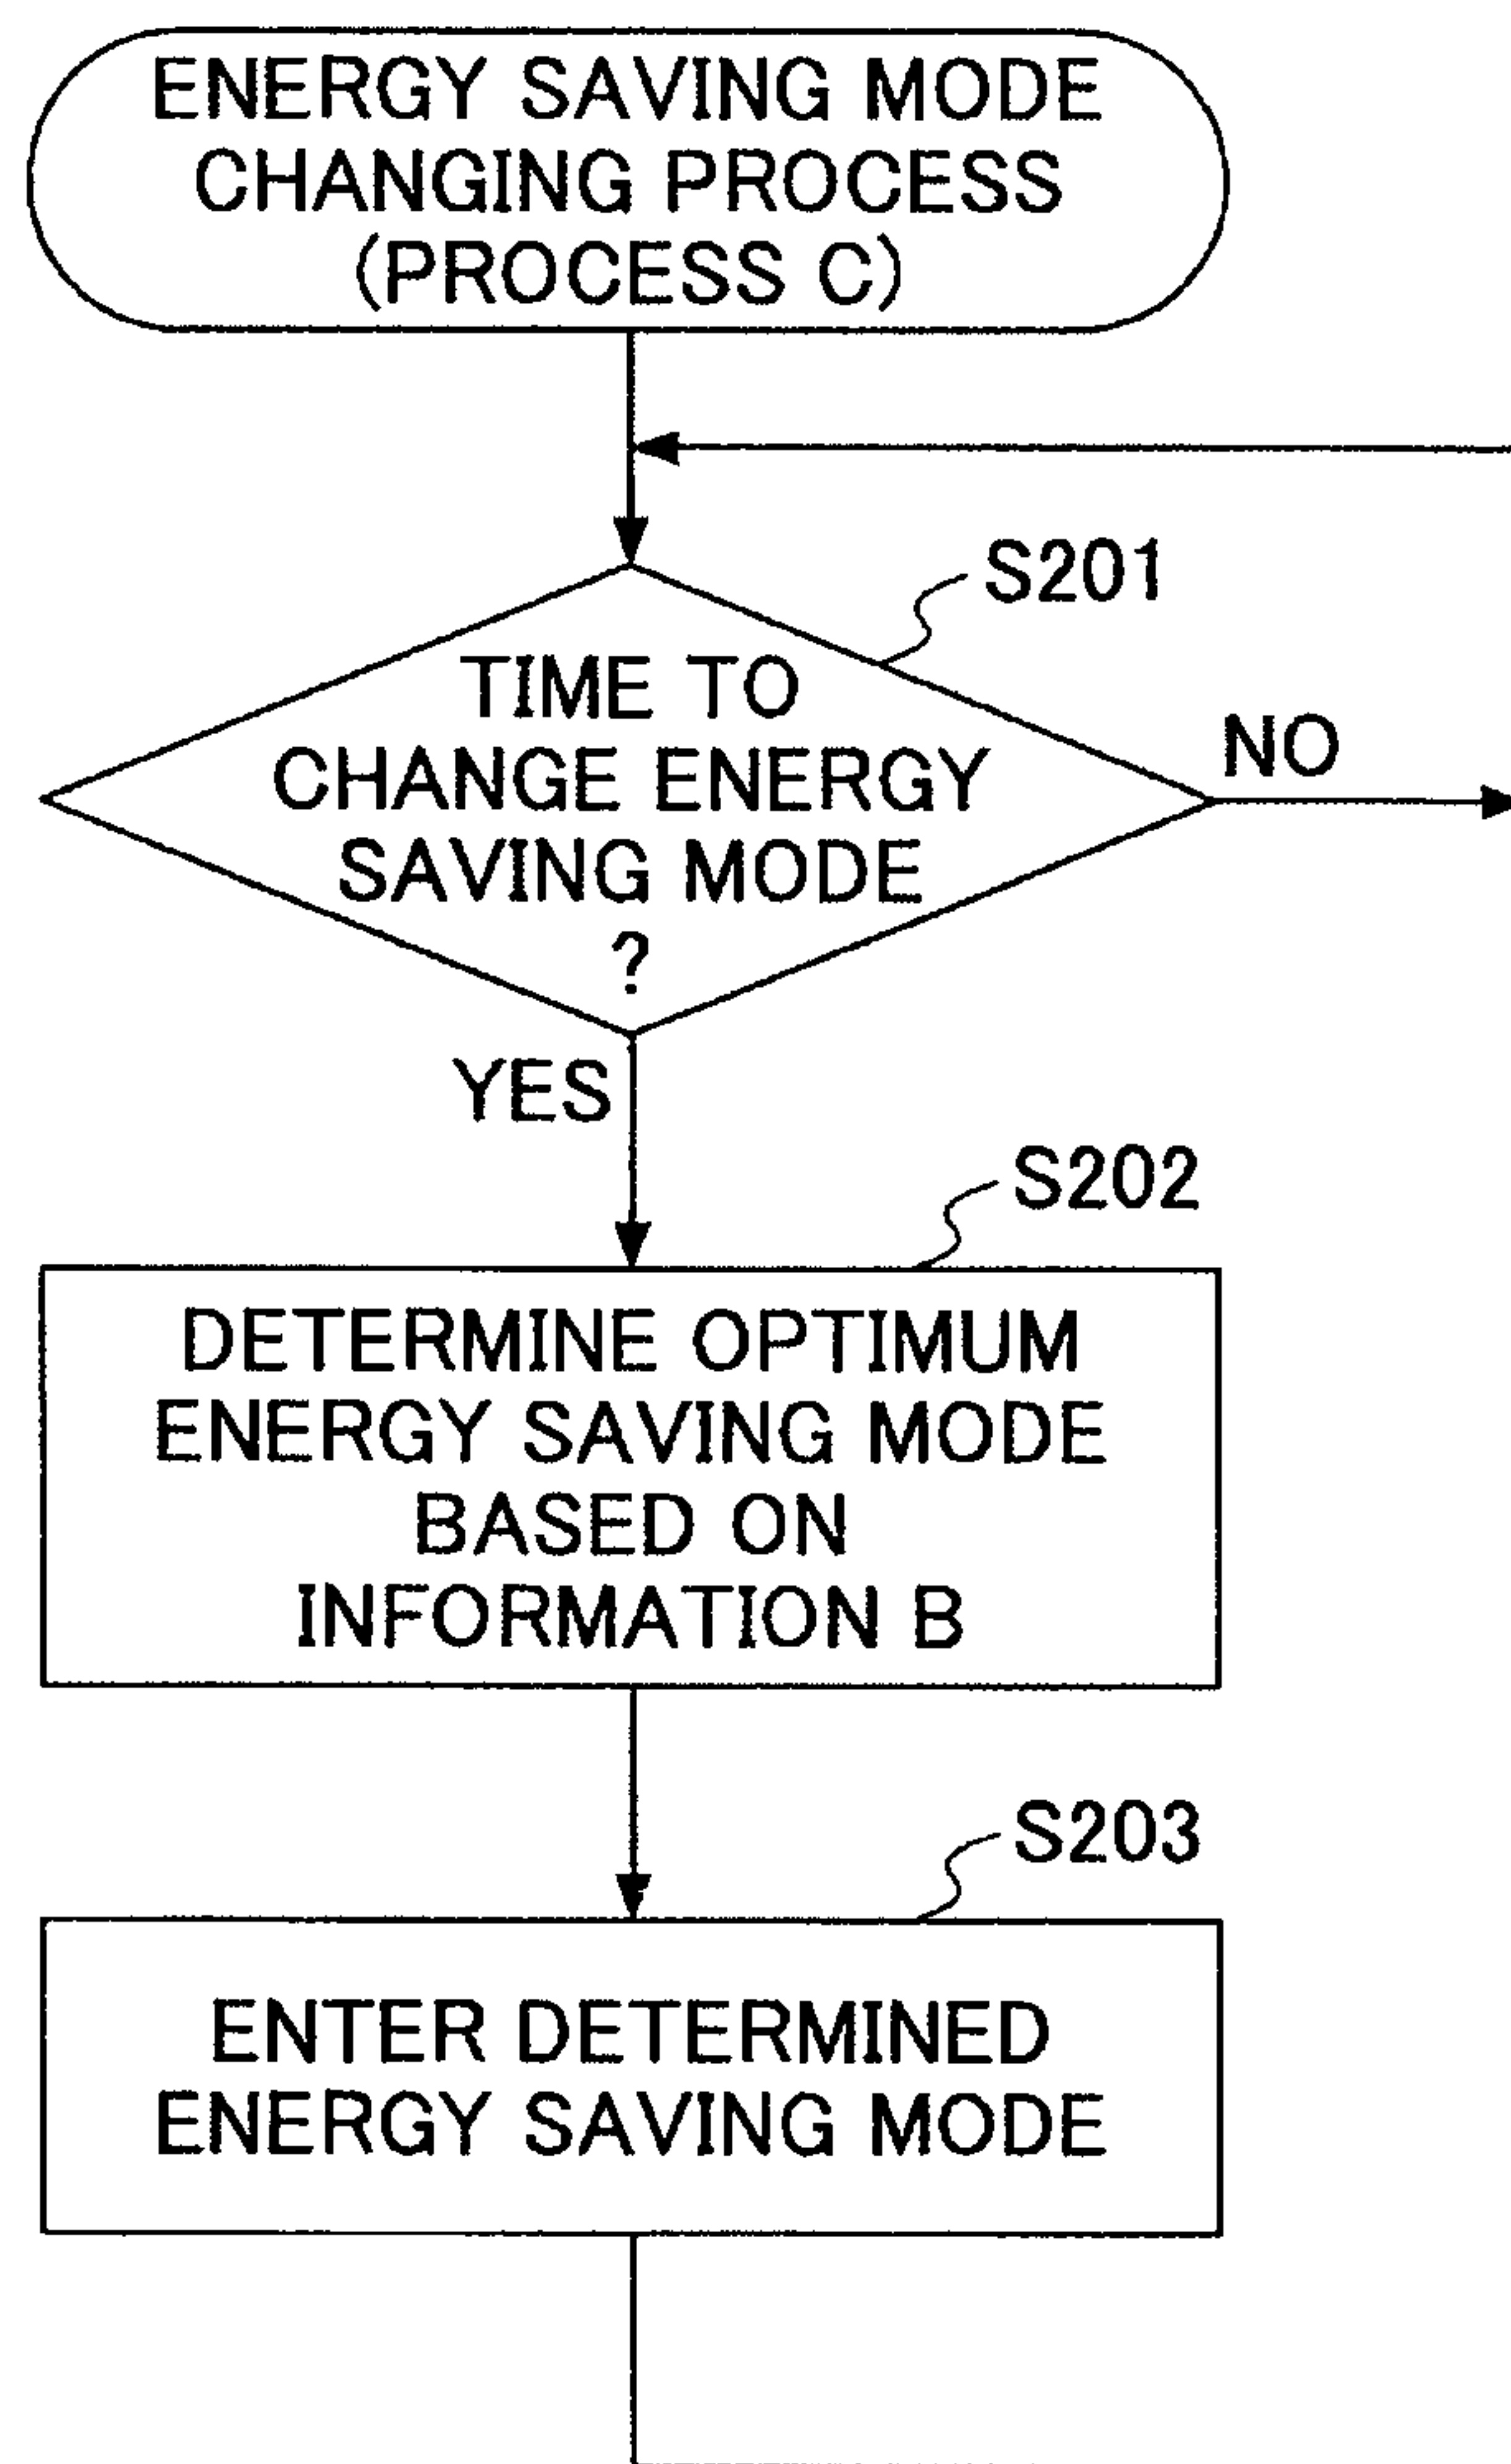 ENERGY SAVING MODE
CHANGING PROCESS
(PROCESS C)
S201
TIME TO
CHANGE ENERGY
SAVING MODE
?
NO
YES
S202
DETERMINE OPTIMUM
ENERGY SAVING MODE
BASED ON
INFORMATION B
S203
ENTER DETERMINED
ENERGY SAVING MODE